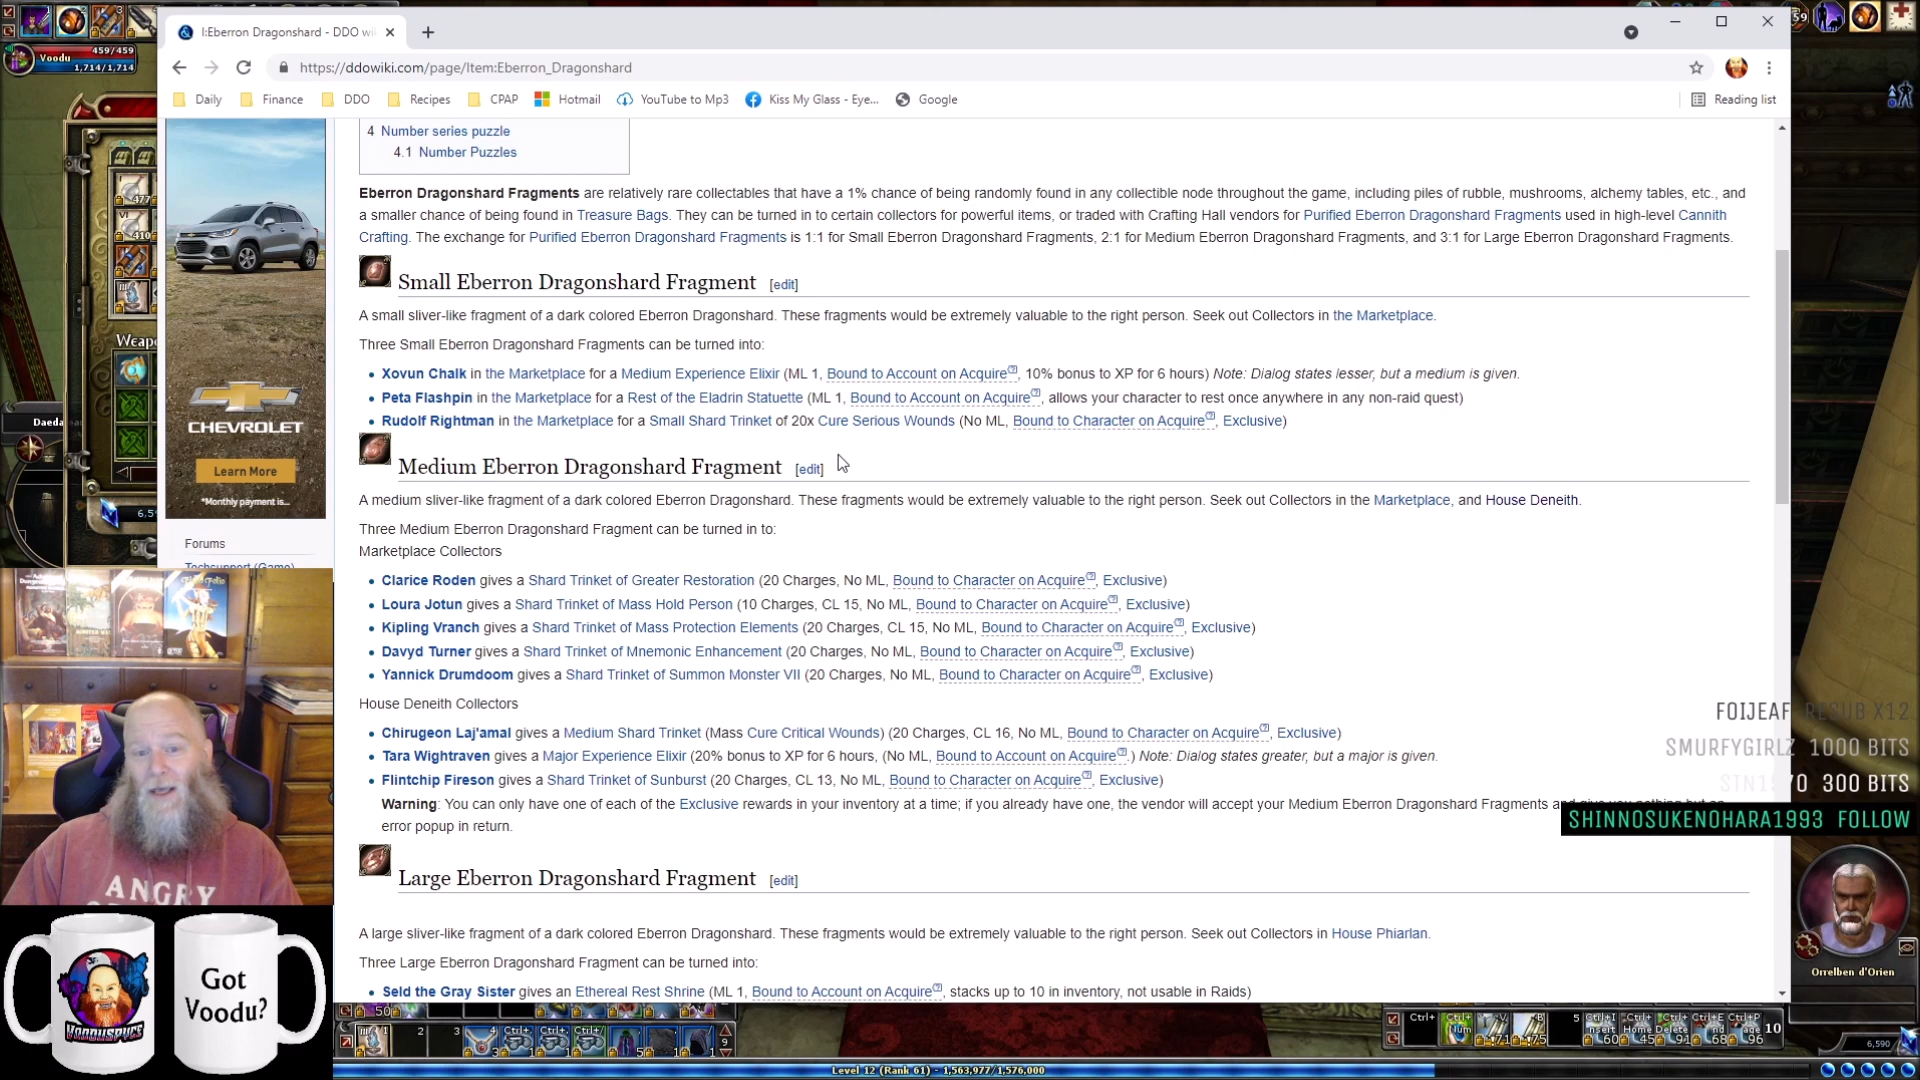 I:Eberron Dragonshard - DDO wi
459/459
Voodu
1,714/1,714
https://ddowiki.com/page/Item:Eberron_Dragonshard
Daily
Finance
DDO
Recipes
CPAP
Hotmail
YouTube to Mp3
Kiss My Glass - Eye...
Google
Reading list
4 Number series puzzle
4.1 Number Puzzles
Eberron Dragonshard Fragments are relatively rare collectables that have a 1% chance of being randomly found in any collectible node throughout the game, including piles of rubble, mushrooms, alchemy tables, etc., and
a smaller chance of being found in Treasure Bags. They can be turned in to certain collectors for powerful items, or traded with Crafting Hall vendors for Purified Eberron Dragonshard Fragments used in high-level Cannith
Crafting. The exchange for Purified Eberron Dragonshard Fragments is 1:1 for Small Eberron Dragonshard Fragments, 2:1 for Medium Eberron Dragonshard Fragments, and 3:1 for Large Eberron Dragonshard Fragments.
Small Eberron Dragonshard Fragment [edit]
A small sliver-like fragment of a dark colored Eberron Dragonshard. These fragments would be extremely valuable to the right person. Seek out Collectors in the Marketplace.
Three Small Eberron Dragonshard Fragments can be turned into:
Xovun Chalk in the Marketplace for a Medium Experience Elixir (ML 1, Bound to Account on Acquire, 10% bonus to XP for 6 hours) Note: Dialog states lesser, but a medium is given.
Peta Flashpin in the Marketplace for a Rest of the Eladrin Statuette (ML 1, Bound to Account on Acquire, allows your character to rest once anywhere in any non-raid quest)
Rudolf Rightman in the Marketplace for a Small Shard Trinket of 20x Cure Serious Wounds (No ML, Bound to Character on Acquire, Exclusive)
Medium Eberron Dragonshard Fragment [edit]
A medium sliver-like fragment of a dark colored Eberron Dragonshard. These fragments would be extremely valuable to the right person. Seek out Collectors in the Marketplace, and House Deneith.
Three Medium Eberron Dragonshard Fragment can be turned in to:
Marketplace Collectors
Clarice Roden gives a Shard Trinket of Greater Restoration (20 Charges, No ML, Bound to Character on Acquire, Exclusive)
Loura Jotun gives a Shard Trinket of Mass Hold Person (10 Charges, CL 15, No ML, Bound to Character on Acquire, Exclusive)
Kipling Vranch gives a Shard Trinket of Mass Protection Elements (20 Charges, CL 15, No ML, Bound to Character on Acquire, Exclusive)
Davyd Turner gives a Shard Trinket of Mnemonic Enhancement (20 Charges, No ML, Bound to Character on Acquire, Exclusive)
Yannick Drumdoom gives a Shard Trinket of Summon Monster VII (20 Charges, No ML, Bound to Character on Acquire, Exclusive)
House Deneith Collectors
Chirugeon Laj'amal gives a Medium Shard Trinket (Mass Cure Critical Wounds) (20 Charges, CL 16, No ML, Bound to Character on Acquire, Exclusive)
Tara Wightraven gives a Major Experience Elixir (20% bonus to XP for 6 hours, (No ML, Bound to Account on Acquire.) Note: Dialog states greater, but a major is given.
Flintchip Fireson gives a Shard Trinket of Sunburst (20 Charges, CL 13, No ML, Bound to Character on Acquire, Exclusive)
Warning: You can only have one of each of the Exclusive rewards in your inventory at a time; if you already have one, the vendor will accept your Medium Eberron Dragonshard Fragments and give you nothing but an
error popup in return.
Large Eberron Dragonshard Fragment [edit]
A large sliver-like fragment of a dark colored Eberron Dragonshard. These fragments would be extremely valuable to the right person. Seek out Collectors in House Phiarlan.
Three Large Eberron Dragonshard Fragment can be turned into:
Seld the Gray Sister gives an Ethereal Rest Shrine (ML 1, Bound to Account on Acquire, stacks up to 10 in inventory, not usable in Raids)
CHEVROLET
Learn More
*Monthly payment is...
Forums
Techsupport (Game)
Weap
Daeda
477
410
6.5
FOIJEAF RESUB X12
SMURFYGIRLZ 1000 BITS
300 BITS
SHINNOSUKENOHARA1993 FOLLOW
Orrelben d'Orien
6,590
ANGRY
VOODUSPYCE
Got
Voodu?
Level 12 (Rank 61) - 1,563,977/1,576,000